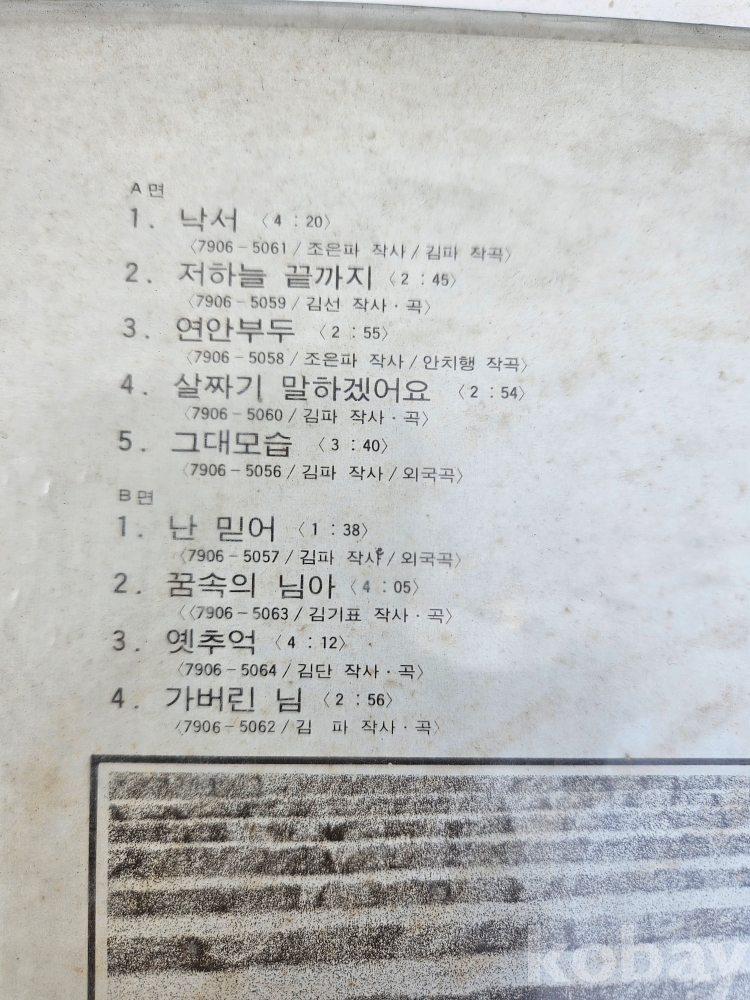 A면
1. 낙서 〈4 : 20〉
〈7906-5061/조은파 작사/김파 작곡〉
2. 저하늘 끝까지 〈2 : 45〉
〈7906-5059/김선 작사·곡〉
3. 연안부두 〈2 : 55〉
〈7906-5058/조은파 작사/안치행 작곡〉
4. 살짜기 말하겠어요 〈2 : 54〉
〈7906-5060/김파 작사·곡〉
5. 그대모습 〈3 : 40〉
〈7906-5056/김파 작사/외국곡〉
B면
1. 난 믿어 〈1 : 38〉
〈7906-5057/김파 작사/외국곡〉
2. 꿈속의 님아 〈4 : 05〉
〈〈7906-5063/김기표 작사·곡〉
3. 옛추억 〈4 : 12〉
〈7906-5064/김단 작사·곡〉
4. 가버린 님 〈2 : 56〉
〈7906-5062/김 파 작사·곡〉
kobay